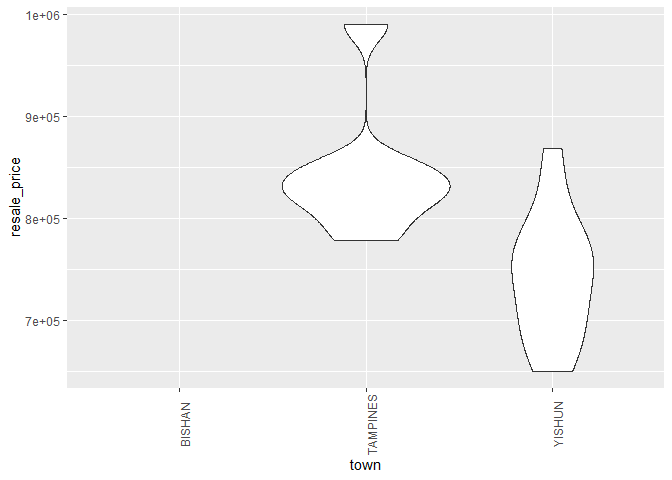 1e+06
9e+05
8e+05
7e+05
resale_price
BISHAN
TAMPINES
YISHUN
town